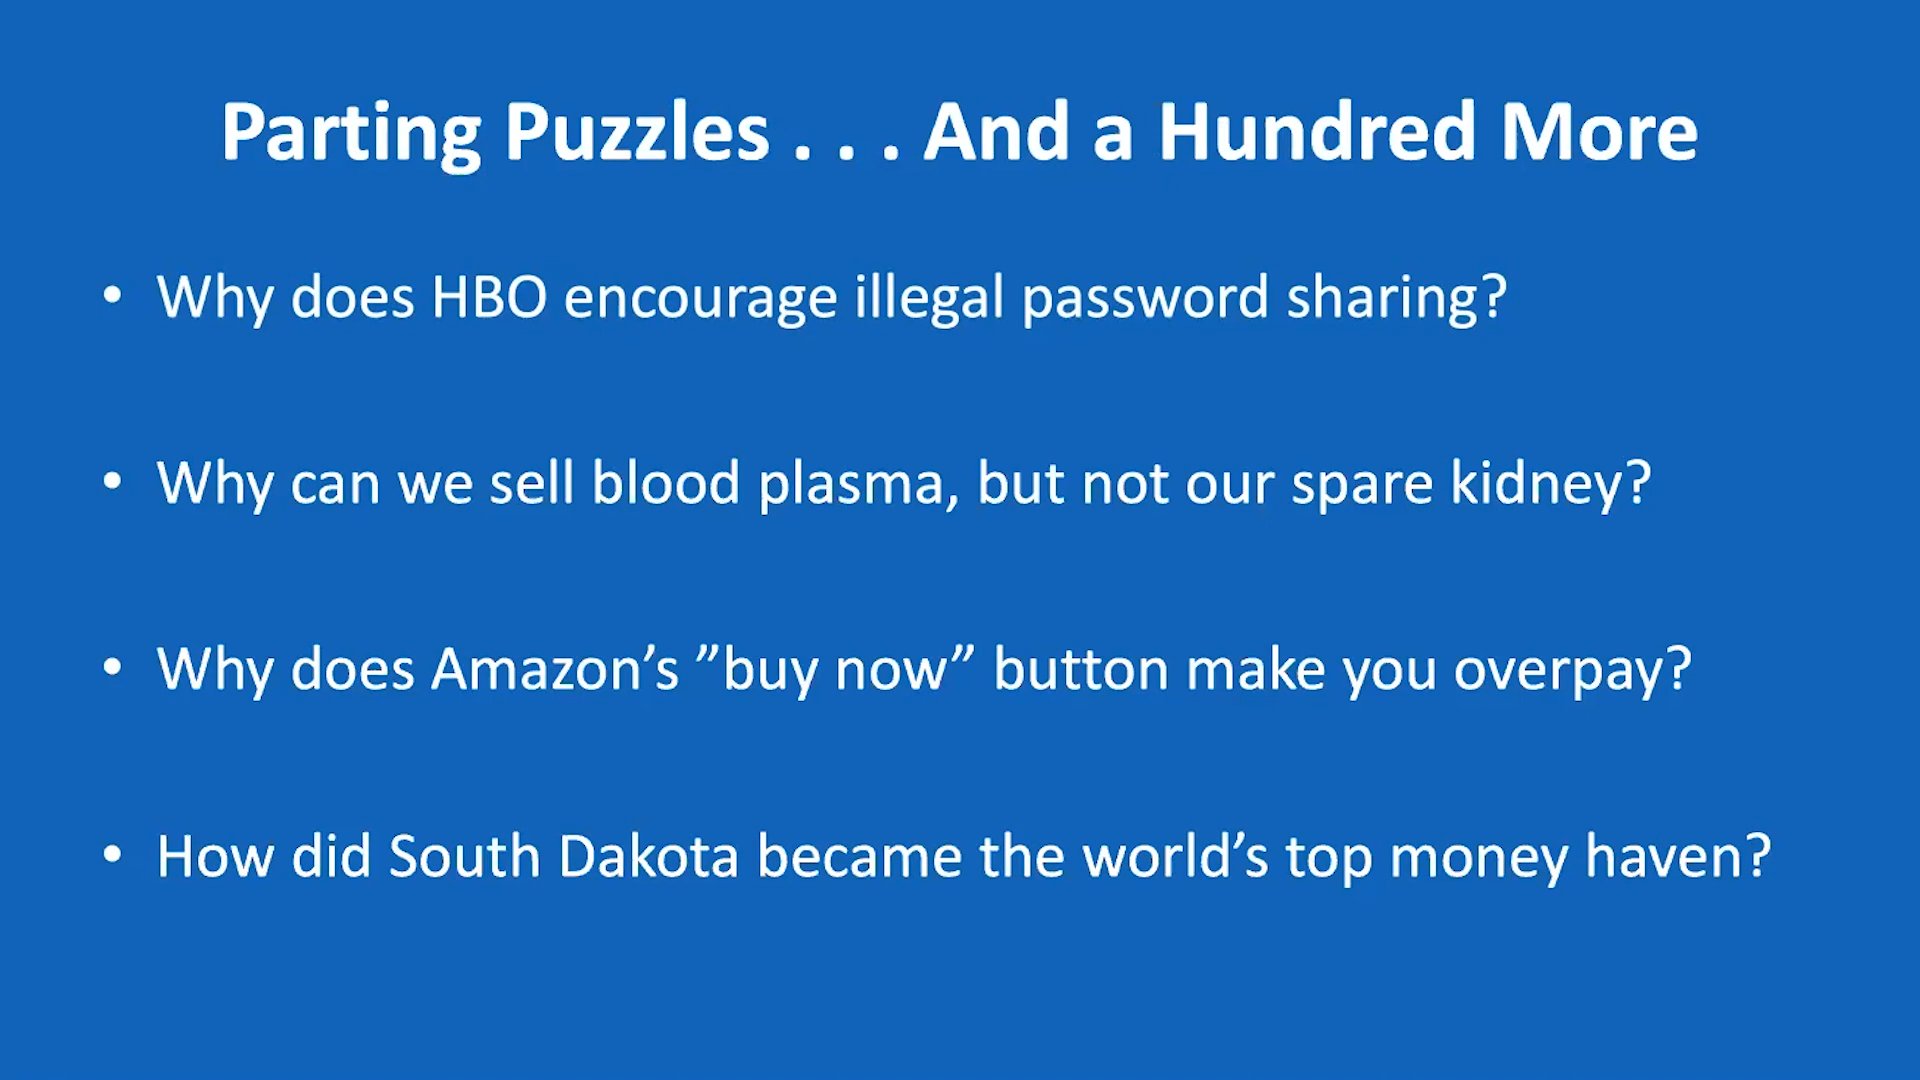 Parting Puzzles . . . And a Hundred More
• Why does HBO encourage illegal password sharing?
• Why can we sell blood plasma, but not our spare kidney?
• Why does Amazon’s ”buy now” button make you overpay?
• How did South Dakota became the world’s top money haven?